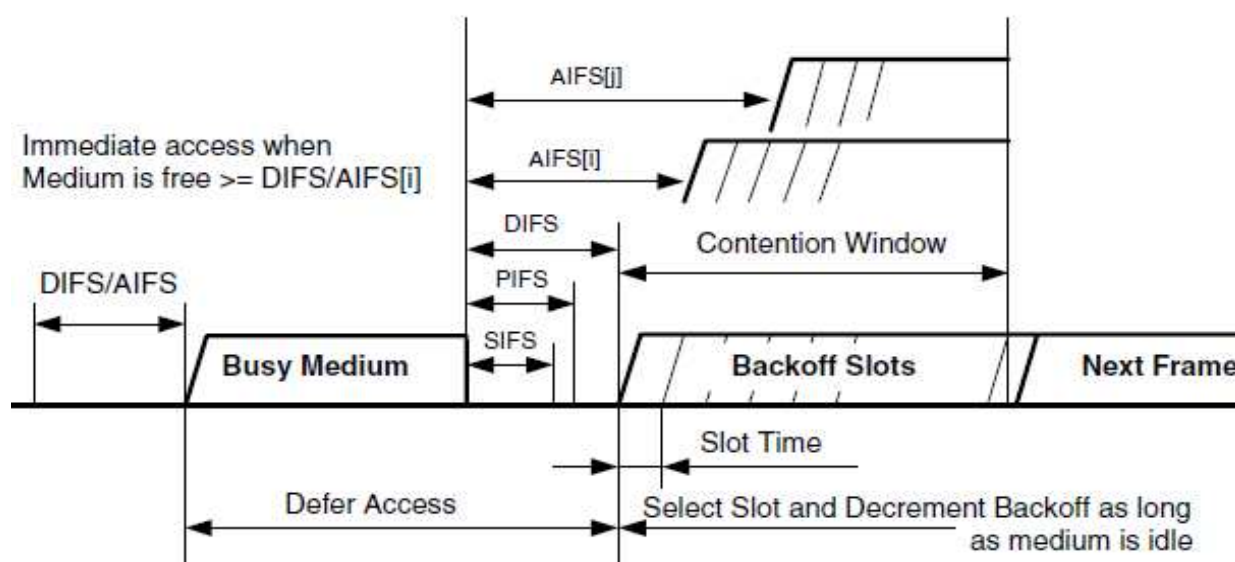 AIFS[j]
Immediate access when
Medium is free >= DIFS/AIFS[i]
AIFS[i]
DIFS
Contention Window
DIFS/AIFS
PIFS
SIFS
Busy Medium
Backoff Slots
Next Frame
Slot Time
Defer Access
Select Slot and Decrement Backoff as long
as medium is idle